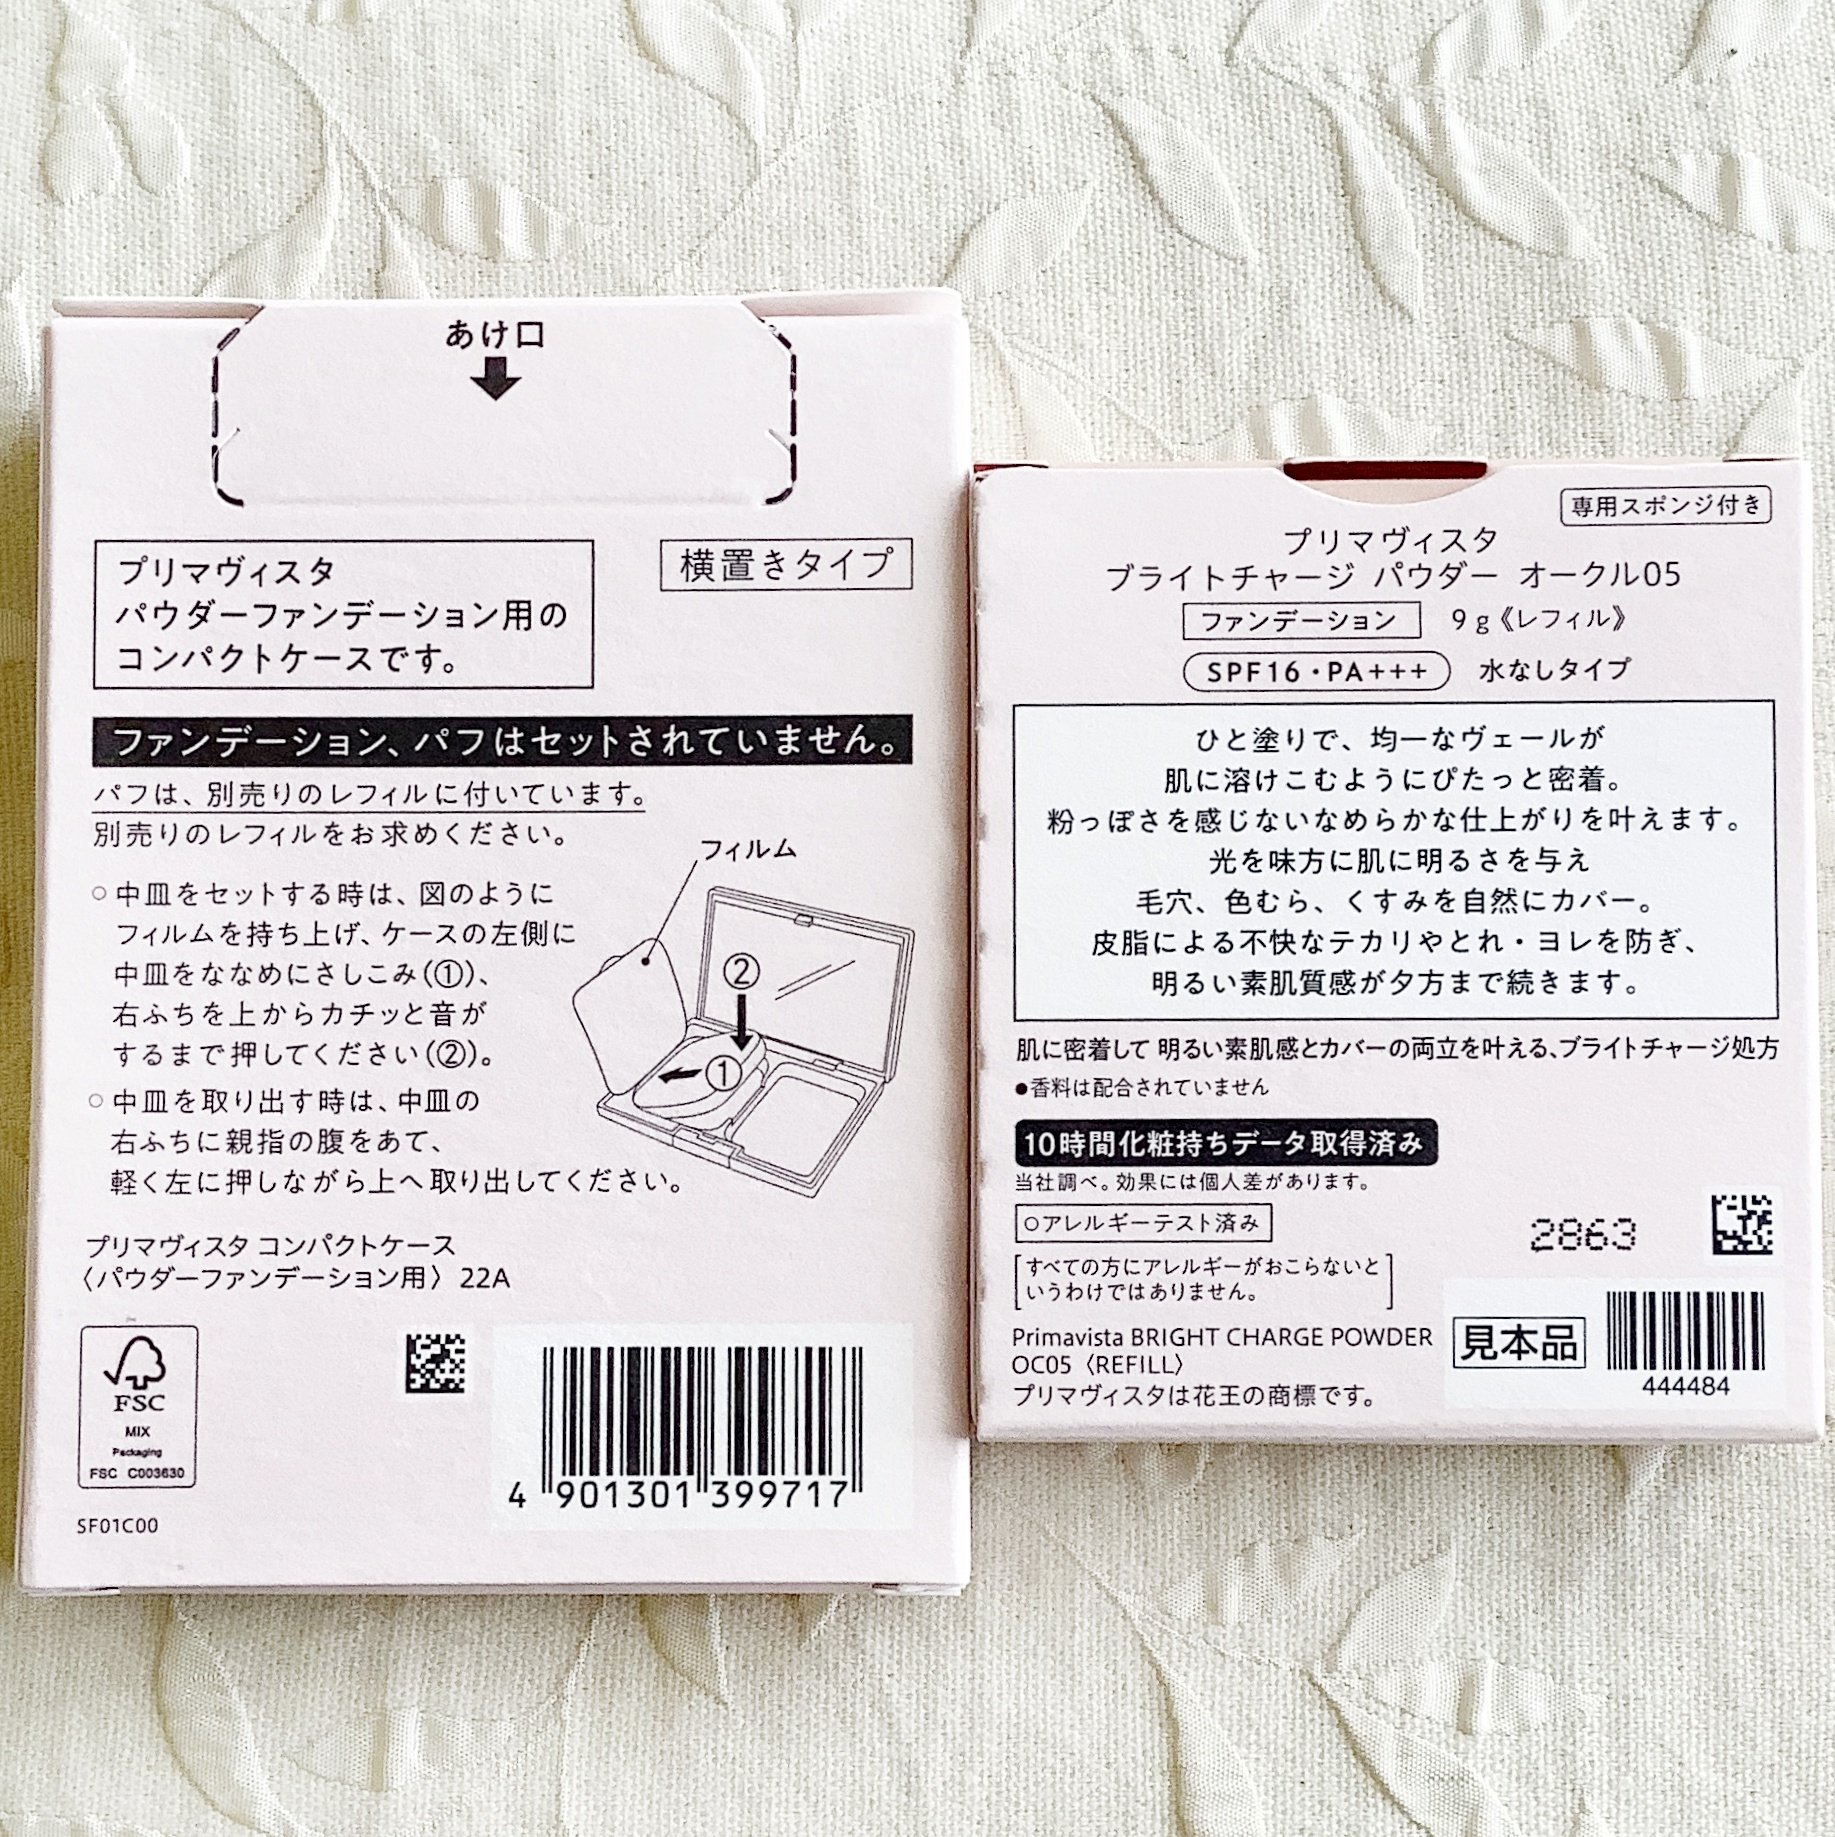 あけ口
プリマヴィスタ
パウダーファンデーション用の
コンパクトケースです。
横置きタイプ
ファンデーション、パフはセットされていません。
パフは、別売りのレフィルに付いています。
別売りのレフィルをお求めください。
フィルム
○中皿をセットする時は、図のように
フィルムを持ち上げ、ケースの左側に
中皿をななめにさしこみ(①)、
右ふちを上からカチッと音が
するまで押してください(②)。
②
①
○中皿を取り出す時は、中皿の
右ふちに親指の腹をあて、
軽く左に押しながら上へ取り出してください。
プリマヴィスタ コンパクトケース
〈パウダーファンデーション用〉 22A
FSC
MIX
Packaging
FSC C003630
4 901301 399717
SF01C00
専用スポンジ付き
プリマヴィスタ
ブライトチャージ パウダー オークル05
ファンデーション 9g《レフィル》
SPF16・PA+++ 水なしタイプ
ひと塗りで、均一なヴェールが
肌に溶けこむようにぴたっと密着。
粉っぽさを感じないなめらかな仕上がりを叶えます。
光を味方に肌に明るさを与え
毛穴、色むら、くすみを自然にカバー。
皮脂による不快なテカリやとれ・ヨレを防ぎ、
明るい素肌質感が夕方まで続きます。
肌に密着して 明るい素肌感とカバーの両立を叶える、ブライトチャージ処方
●香料は配合されていません
10時間化粧持ちデータ取得済み
当社調べ。効果には個人差があります。
○アレルギーテスト済み
[すべての方にアレルギーがおこらないと
いうわけではありません。]
2863
Primavista BRIGHT CHARGE POWDER
OC05〈REFILL〉
プリマヴィスタは花王の商標です。
見本品
444484